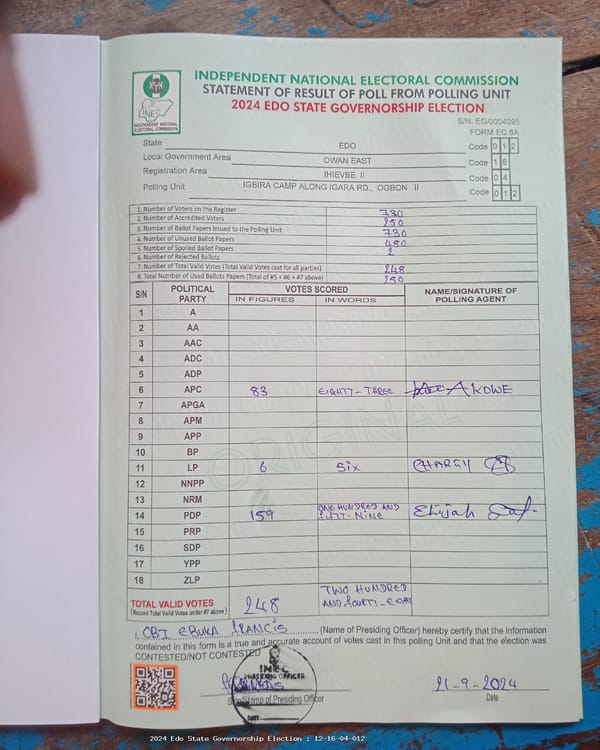 INDEPENDENT NATIONAL ELECTORAL COMMISSION
STATEMENT OF RESULT OF POLL FROM POLLING UNIT
2024 EDO STATE GOVERNORSHIP ELECTION
INEC
INDEPENDENT NATIONAL ELECTORAL COMMISSION
S/N: EG/0004095
FORM EC 8A
State EDO Code 0 1 2
Local Government Area OWAN EAST Code 1 6
Registration Area IHIEVBE II Code 0 4
Polling Unit IGBIRA CAMP ALONG IGARA RD., OGBON II Code 0 1 2
1. Number of Voters on the Register 730
2. Number of Accredited Voters 250
3. Number of Ballot Papers Issued to the Polling Unit 730
4. Number of Unused Ballot Papers 480
5. Number of Spoiled Ballot Papers 2
6. Number of Rejected Ballots
7. Number of Total Valid Votes (Total Valid Votes cast for all parties) 248
8. Total Number of Used Ballots Papers (Total of #5 + #6 + #7 above) 250
S/N POLITICAL PARTY VOTES SCORED NAME/SIGNATURE OF POLLING AGENT
IN FIGURES IN WORDS
1 A
2 AA
3 AAC
4 ADC
5 ADP
6 APC 83 EIGHTY-THREE AKOWE
7 APGA
8 APM
9 APP
10 BP
11 LP 6 SIX CHARGY
12 NNPP
13 NRM
14 PDP 159 ONE HUNDRED AND FIFTY-NINE Elijah
15 PRP
16 SDP
17 YPP
18 ZLP
ORIGINAL
TOTAL VALID VOTES 248 TWO HUNDRED AND FOURTY-EIGHT
(Record Total Valid Votes under #7 above)
I, OBI EBUKA FRANCIS (Name of Presiding Officer) hereby certify that the information
contained in this form is a true and accurate account of votes cast in this polling Unit and that the election was
CONTESTED/NOT CONTESTED
INEC
PRESIDING OFFICER
Sign/Stamp of Presiding Officer
DATE
21-9-2024
Date
2024 Edo State Governorship Election : 12-16-04-012